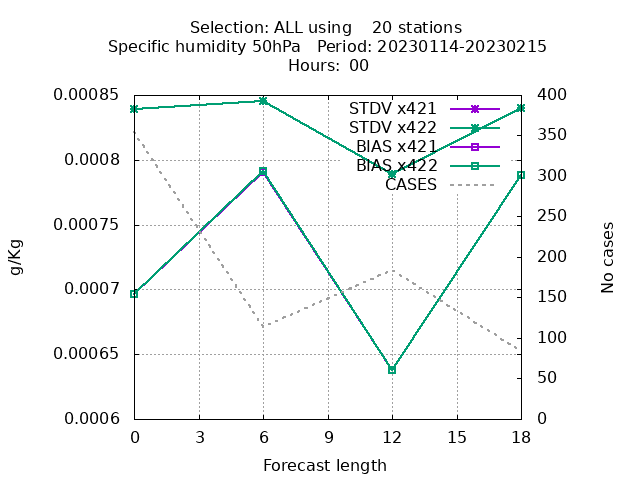 Selection: ALL using    20 stations
Specific humidity 50hPa   Period: 20230114-20230215
Hours:  00
0.00085
0.0008
0.00075
0.0007
0.00065
0.0006
g/Kg
400
350
300
250
200
150
100
50
0
No cases
STDV x421
STDV x422
BIAS x421
BIAS x422
CASES
0 3 6 9 12 15 18
Forecast length